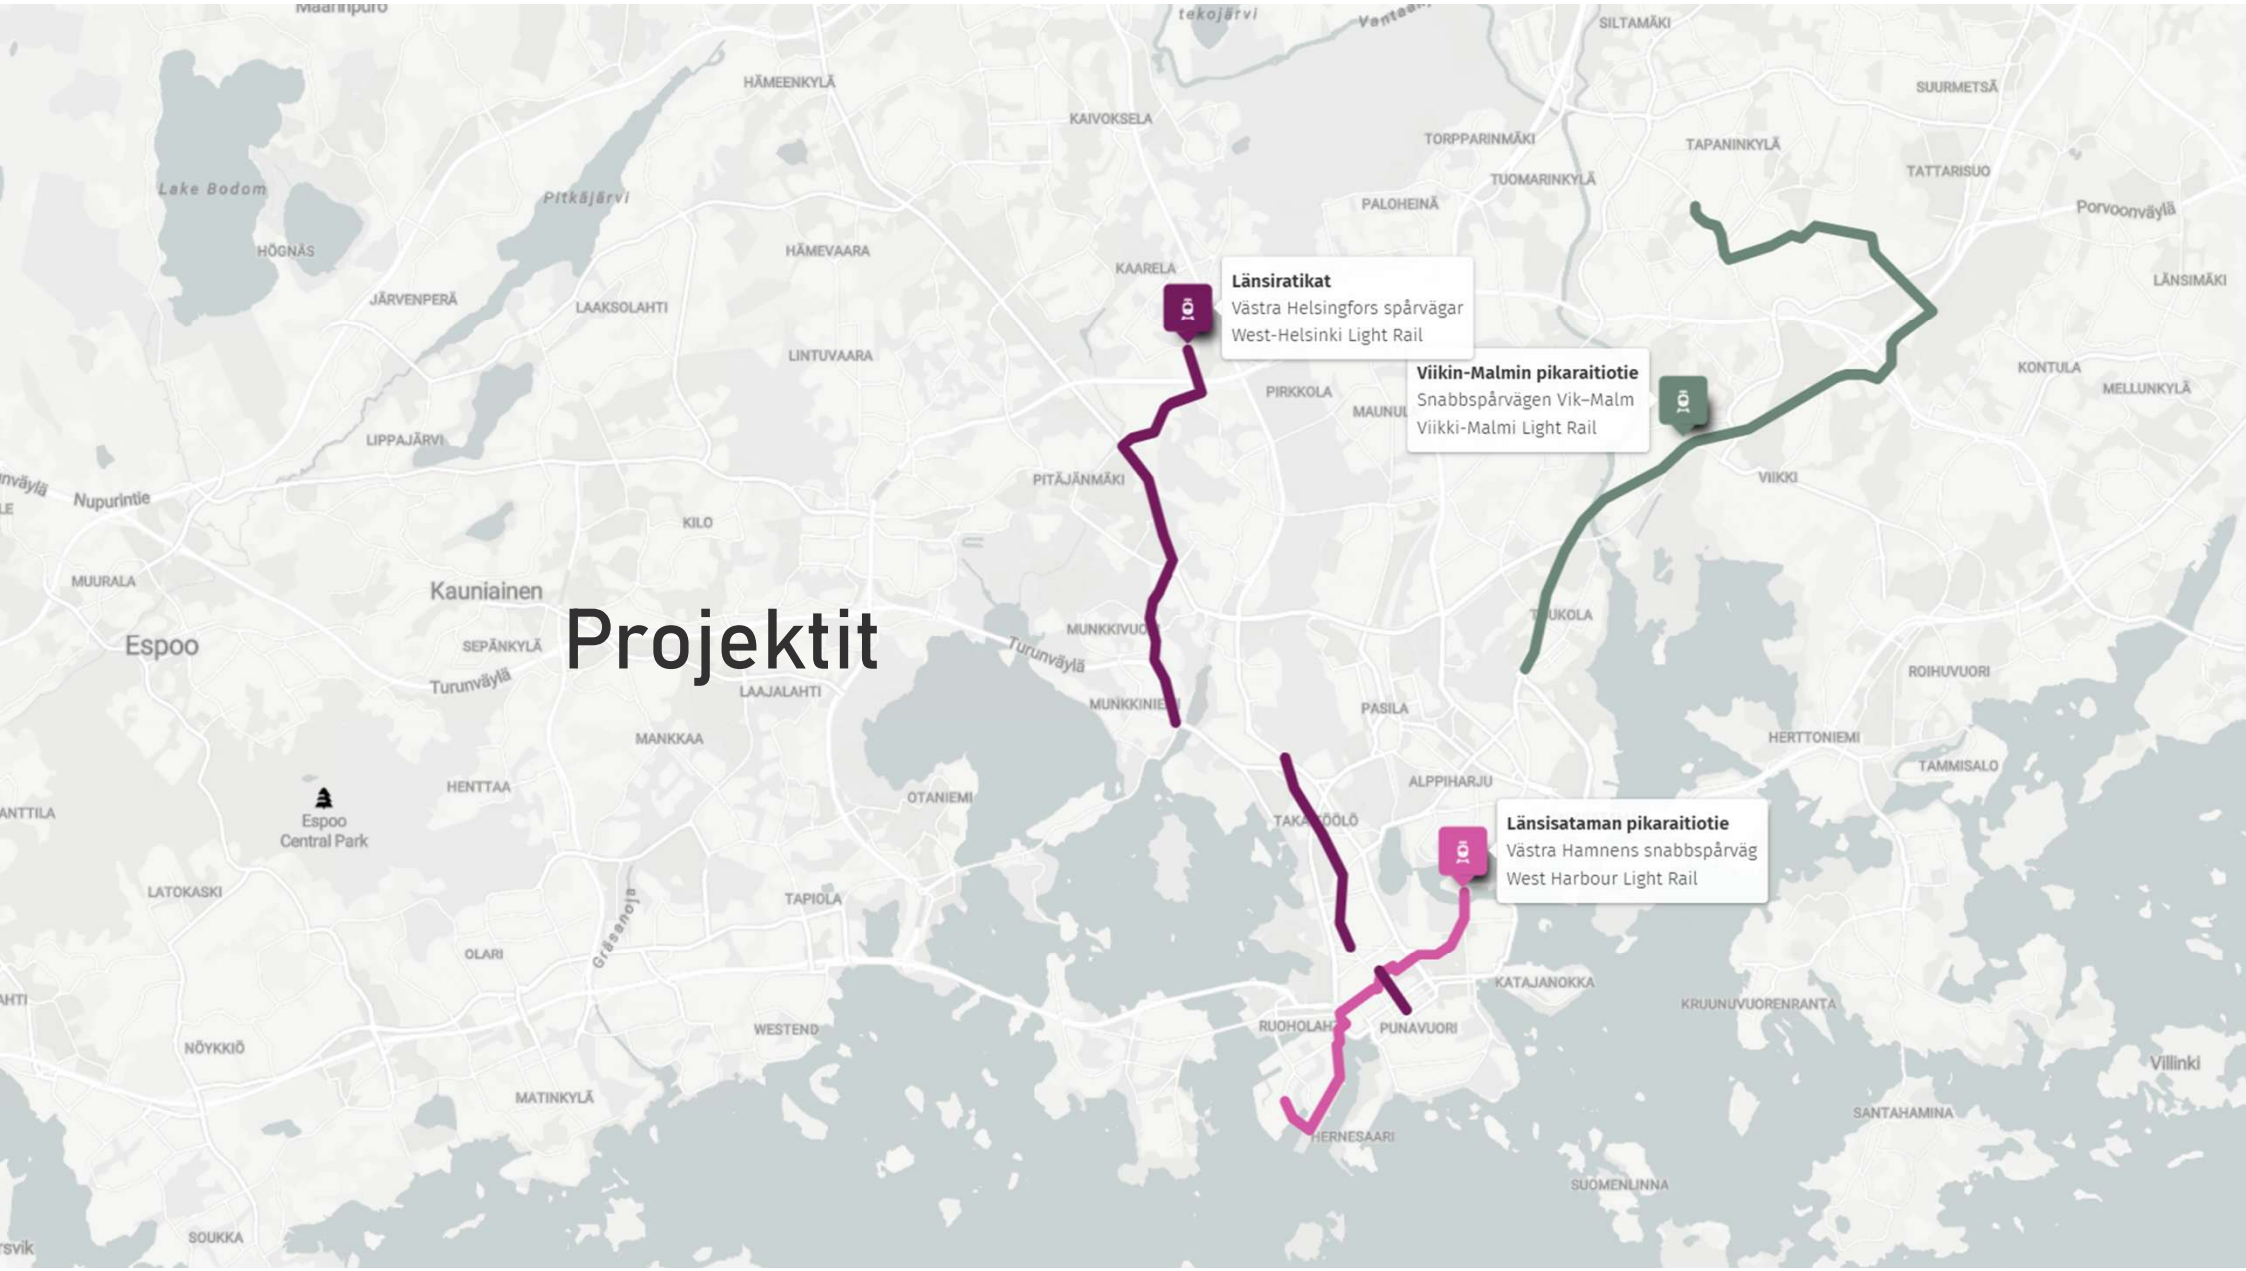 Maarinpuro
tekojärvi
SILTAMÄKI
HÄMEENKYLÄ
SUURMETSÄ
KAIVOKSELA
TORPPARINMÄKI
TAPANINKYLÄ
TATTARISUO
TUOMARINKYLÄ
Lake Bodom
Pitkäjärvi
PALOHEINÄ
Porvoonväylä
HÖGNÄS
HÄMEVAARA
KAARELA
LÄNSIMÄKI
Länsiratikat
Västra Helsingfors spårvägar
West-Helsinki Light Rail
JÄRVENPERÄ
LAAKSOLAHTI
LINTUVAARA
KONTULA
Viikin-Malmin pikaraitiotie
Snabbspårvägen Vik–Malm
Viikki-Malmi Light Rail
PIRKKOLA
MELLUNKYLÄ
LIPPAJÄRVI
PITÄJÄNMÄKI
VIIKKI
Nupurintie
KILO
MUURALA
Kauniainen
Projektit
Espoo
SEPÄNKYLÄ
Turunväylä
Turunväylä
LAAJALAHTI
ROIHUVUORI
PASILA
MANKKAA
HERTTONIEMI
TAMMISALO
HENTTAA
OTANIEMI
ALPPIHARJU
Espoo
Central Park
Länsisataman pikaraitiotie
Västra Hamnens snabbspårväg
West Harbour Light Rail
LATOKASKI
TAPIOLA
Gräsanoja
OLARI
KATAJANOKKA
KRUUNUVUORENRANTA
WESTEND
PUNAVUORI
NÖYKKIÖ
Villinki
MATINKYLÄ
SANTAHAMINA
HERNESAARI
SUOMENLINNA
SOUKKA